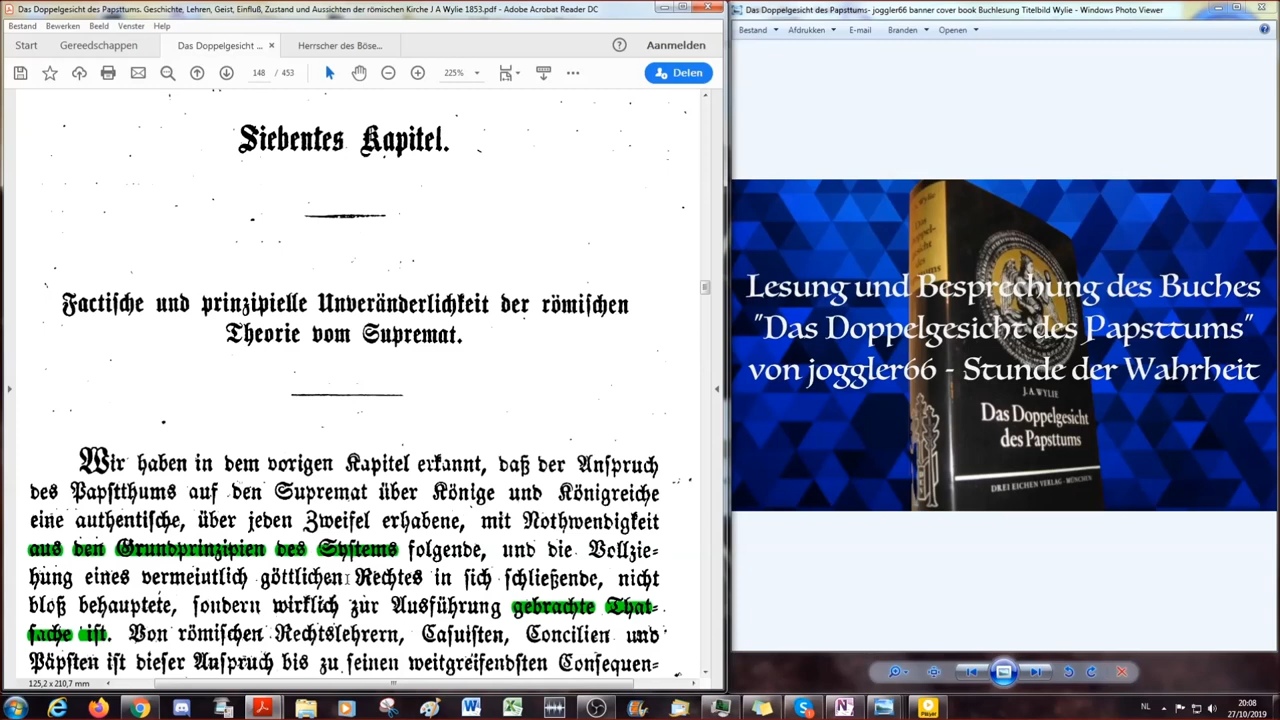 Das Doppelgesicht des Papsttums. Geschichte, Lehren, Geist, Einfluß, Zustand und Aussichten der römischen Kirche J A Wylie 1853.pdf - Adobe Acrobat Reader DC
Bestand Bewerken Beeld Venster Help
Start Gereedschappen Das Doppelgesicht ... × Herrscher des Böse... Anmelden
148 / 453 225% Delen
Siebentes Kapitel.
Factische und prinzipielle Unveränderlichkeit der römischen
Theorie vom Supremat.
Wir haben in dem vorigen Kapitel erkannt, daß der Anspruch
des Papstthums auf den Supremat über Könige und Königreiche
eine authentische, über jeden Zweifel erhabene, mit Nothwendigkeit
aus den Grundprinzipien des Systems folgende, und die Vollzie-
hung eines vermeintlich göttlichen Rechtes in sich schließende, nicht
bloß behauptete, sondern wirklich zur Ausführung gebrachte That-
sache ist. Von römischen Rechtslehrern, Casuisten, Concilien und
Päpsten ist dieser Anspruch bis zu seinen weitgreifendsten Consequen-
125,2 x 210,7 mm
Das Doppelgesicht des Papsttums- joggler66 banner cover book Buchlesung Titelbild Wylie - Windows Photo Viewer
Bestand Afdrukken E-mail Branden Openen
Lesung und Besprechung des Buches
"Das Doppelgesicht des Papsttums"
von joggler66 - Stunde der Wahrheit
J.A.WYLIE
Das Doppelgesicht
des Papsttums
DREI EICHEN VERLAG · MÜNCHEN
NL 20:08
27/10/2019